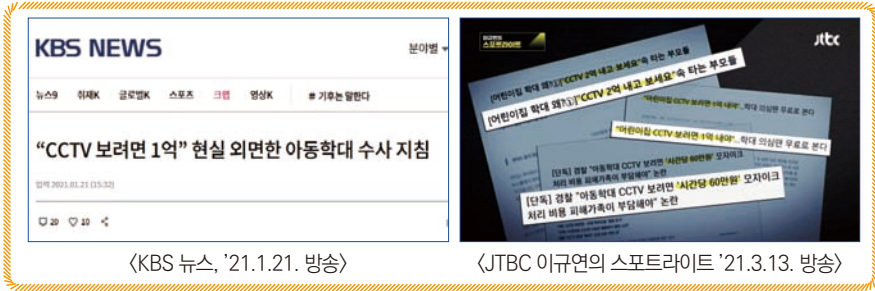 KBS NEWS
분야별
뉴스9 취재K 글로벌K 스포츠 크랩 영상K # 기후는 말한다
“CCTV 보려면 1억” 현실 외면한 아동학대 수사 지침
입력 2021.01.21 (15:32)
20 10
〈KBS 뉴스, ’21.1.21. 방송〉
이규연의
스포트라이트
JTBC
[어린이집 학대 왜?①]"CCTV 2억 내고 보세요"속 타는 부모들
[어린이집 학대 왜?①]"CCTV 2억 내고 보세요"속 타는 부모들
"어린이집 CCTV 보려면 1억 내야"...학대 의심만 무료로 본다
"어린이집 CCTV 보려면 1억 내야"...학대 의심만 무료로 본다
[단독] 경찰 "아동학대 CCTV 보려면 '시간당 60만원' 모자이크
처리 비용 피해가족이 부담해야" 논란
[단독] 경찰 "아동학대 CCTV 보려면 '시간당 60만원' 모자이크
처리 비용 피해가족이 부담해야" 논란
〈JTBC 이규연의 스포트라이트 ’21.3.13. 방송〉